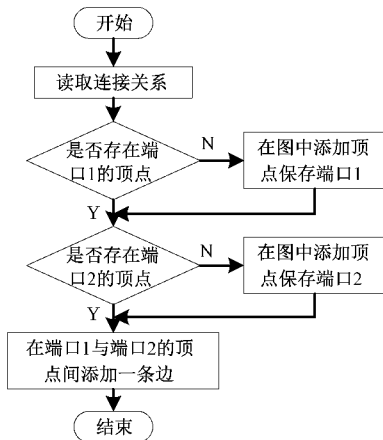 开始
读取连接关系
是否存在端
口1的顶点
N
在图中添加顶
点保存端口1
Y
是否存在端
口2的顶点
N
在图中添加顶
点保存端口2
Y
在端口1与端口2的顶
点间添加一条边
结束